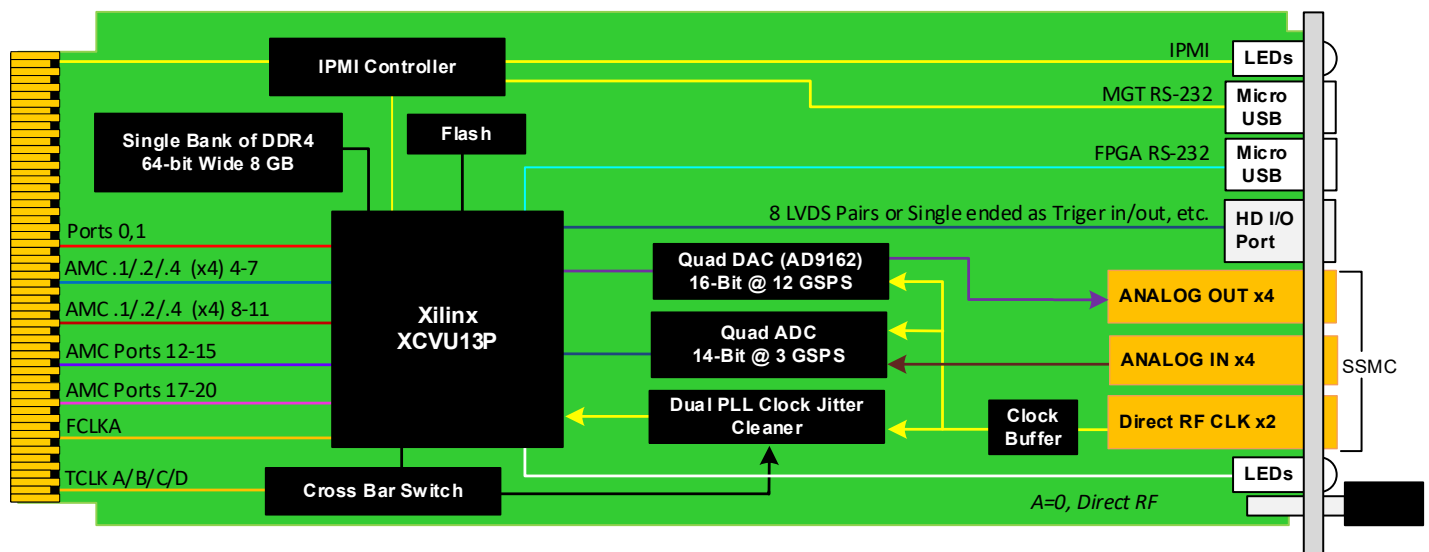 IPMI
LEDs
IPMI Controller
MGT RS-232
Micro
USB
Single Bank of DDR4
64-bit Wide 8 GB
Flash
FPGA RS-232
Micro
USB
8 LVDS Pairs or Single ended as Triger in/out, etc.
HD I/O
Port
Ports 0,1
AMC .1/.2/.4 (x4) 4-7
AMC .1/.2/.4 (x4) 8-11
AMC Ports 12-15
AMC Ports 17-20
FCLKA
TCLK A/B/C/D
Xilinx
XCVU13P
Quad DAC (AD9162)
16-Bit @ 12 GSPS
ANALOG OUT x4
Quad ADC
14-Bit @ 3 GSPS
ANALOG IN x4
SSMC
Dual PLL Clock Jitter
Cleaner
Clock
Buffer
Direct RF CLK x2
Cross Bar Switch
LEDs
A=0, Direct RF